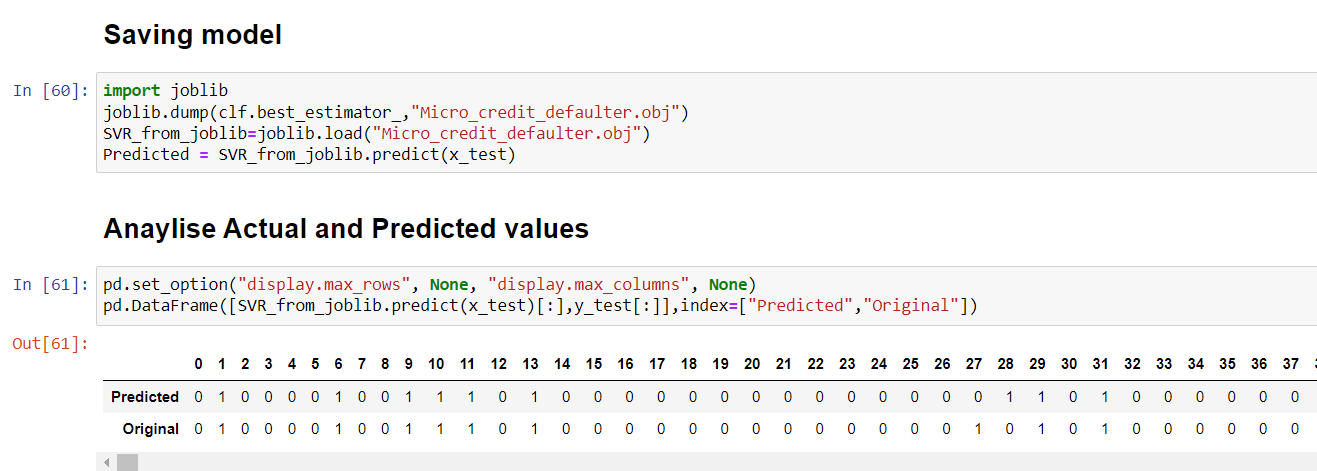 Saving model
In [60]: import joblib
joblib.dump(clf.best_estimator_,"Micro_credit_defaulter.obj")
SVR_from_joblib=joblib.load("Micro_credit_defaulter.obj")
Predicted = SVR_from_joblib.predict(x_test)
Anaylise Actual and Predicted values
In [61]: pd.set_option("display.max_rows", None, "display.max_columns", None)
pd.DataFrame([SVR_from_joblib.predict(x_test)[:],y_test[:]],index=["Predicted","Original"])
Out[61]:
0 1 2 3 4 5 6 7 8 9 10 11 12 13 14 15 16 17 18 19 20 21 22 23 24 25 26 27 28 29 30 31 32 33 34 35 36 37
Predicted 0 1 0 0 0 0 1 0 0 1 1 1 0 1 0 0 0 0 0 0 0 0 0 0 0 0 0 0 1 1 0 1 0 0 0 0 0 0
Original 0 1 0 0 0 0 1 0 0 1 1 1 0 1 0 0 0 0 0 0 0 0 0 0 0 0 0 1 0 1 0 1 0 0 0 0 0 0